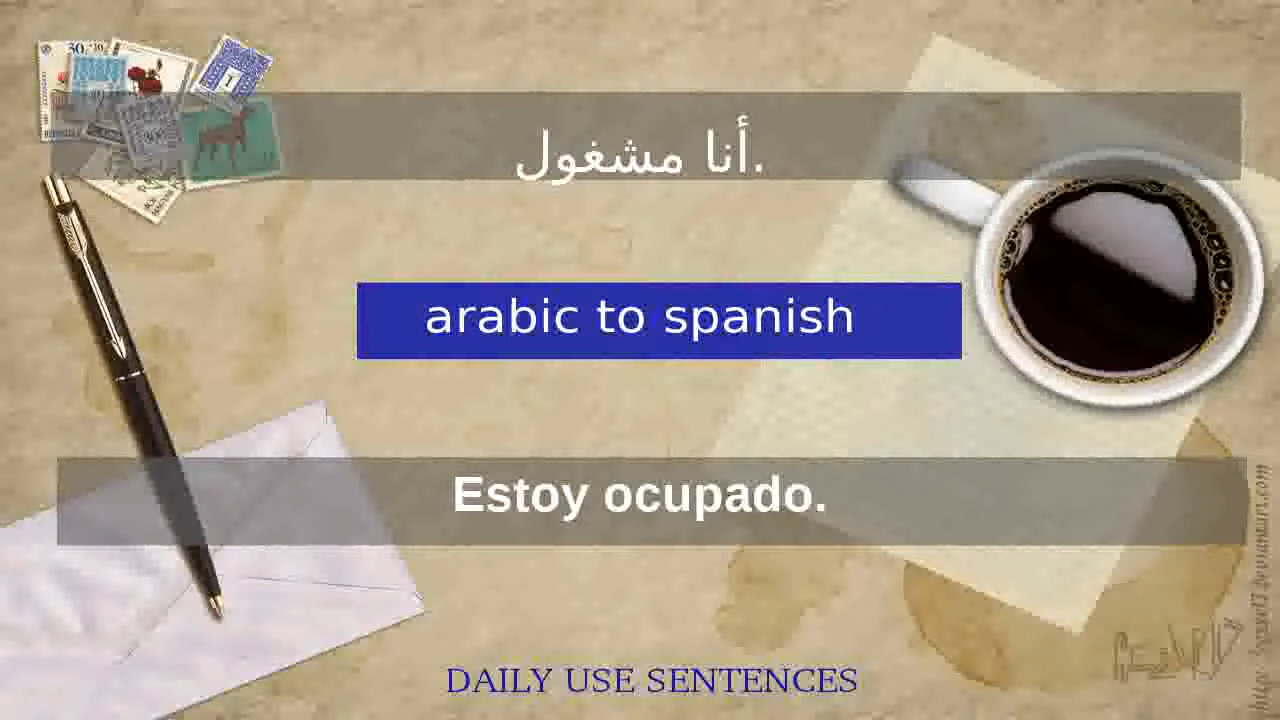 أنا مشغول.
arabic to spanish
Estoy ocupado.
DAILY USE SENTENCES